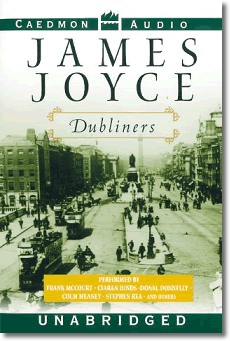 CAEDMON AUDIO
JAMES
JOYCE
Dubliners
PERFORMED BY
FRANK MCCOURT · CIARAN HINDS · DONAL DONNELLY
COLM MEANEY · STEPHEN REA · AND OTHERS
UNABRIDGED